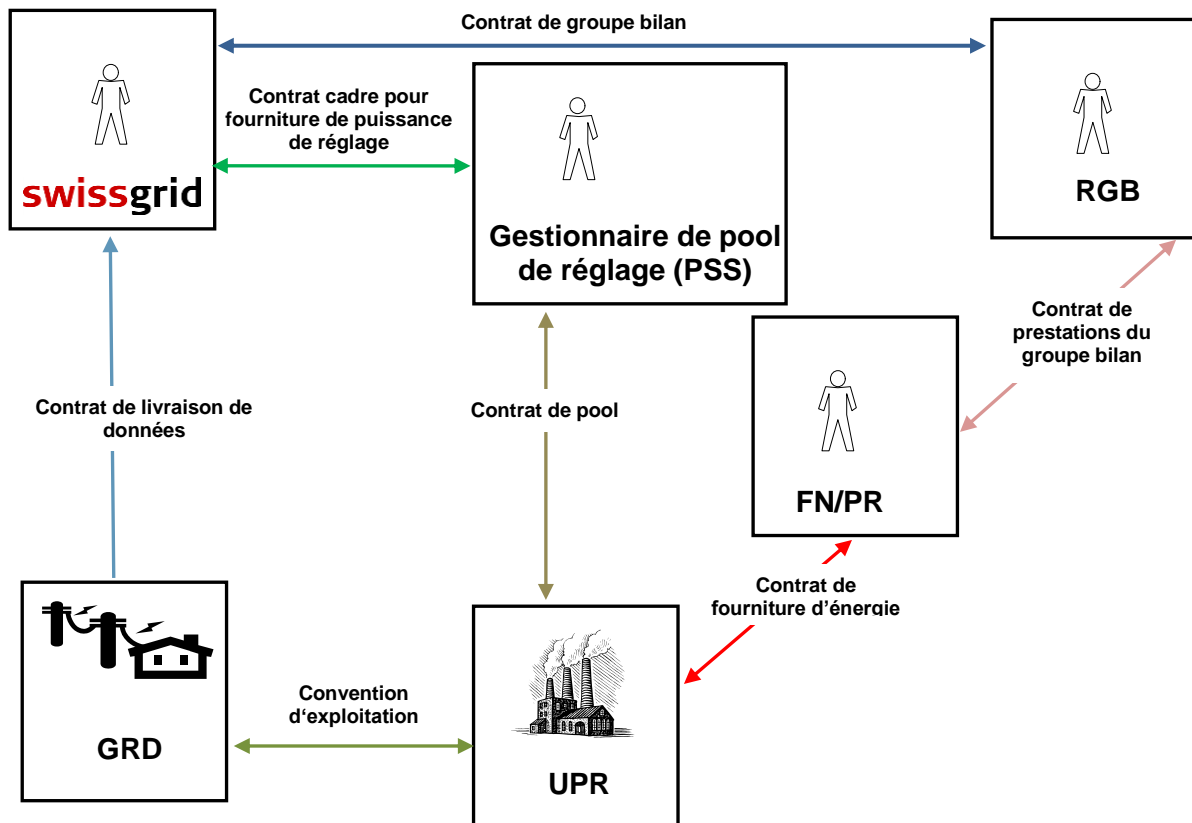 Contrat de groupe bilan
Contrat cadre pour
fourniture de puissance
de réglage
swissgrid
Gestionnaire de pool
de réglage (PSS)
RGB
Contrat de
prestations du
groupe bilan
Contrat de livraison de
données
Contrat de pool
FN/PR
Contrat de
fourniture d’énergie
Convention
d‘exploitation
GRD
UPR